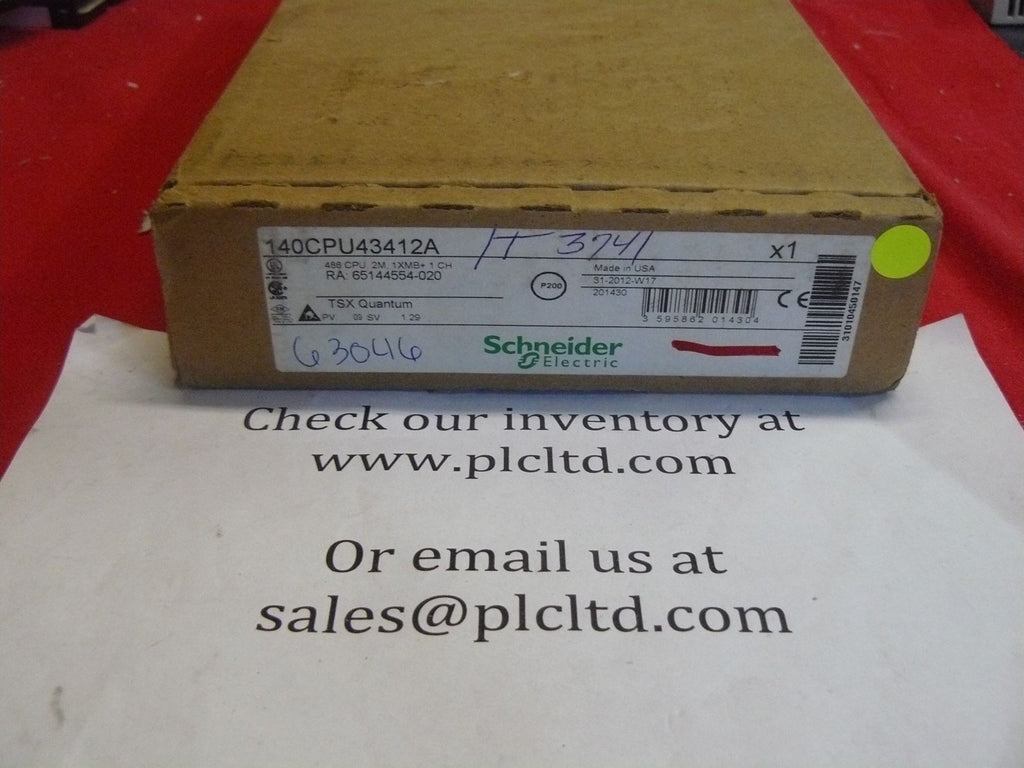 140CPU43412A
IT 3741
x1
486 CPU, 2M, 1XMB+ 1 CH
RA: 65144554-020
P200
Made in USA
31-2012-W17
201430
TSX Quantum
PV 09 SV 1.29
3 595862 014304
CE
31010450147
63046
Schneider
Electric
Check our inventory at
www.plcltd.com
Or email us at
sales@plcltd.com